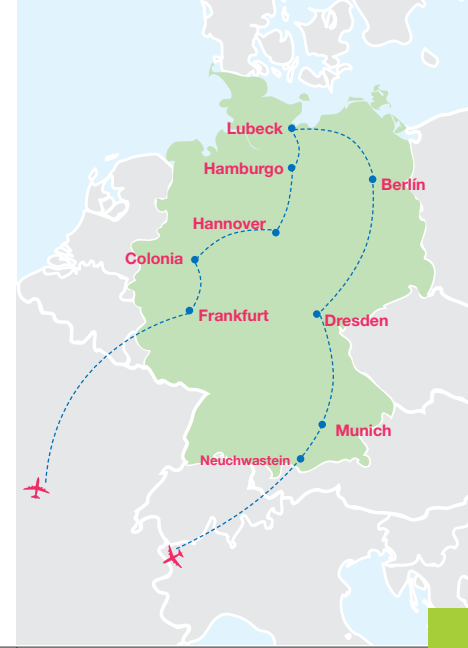 Lubeck
Hamburgo
Berlín
Hannover
Colonia
Frankfurt
Dresden
Munich
Neuchwastein